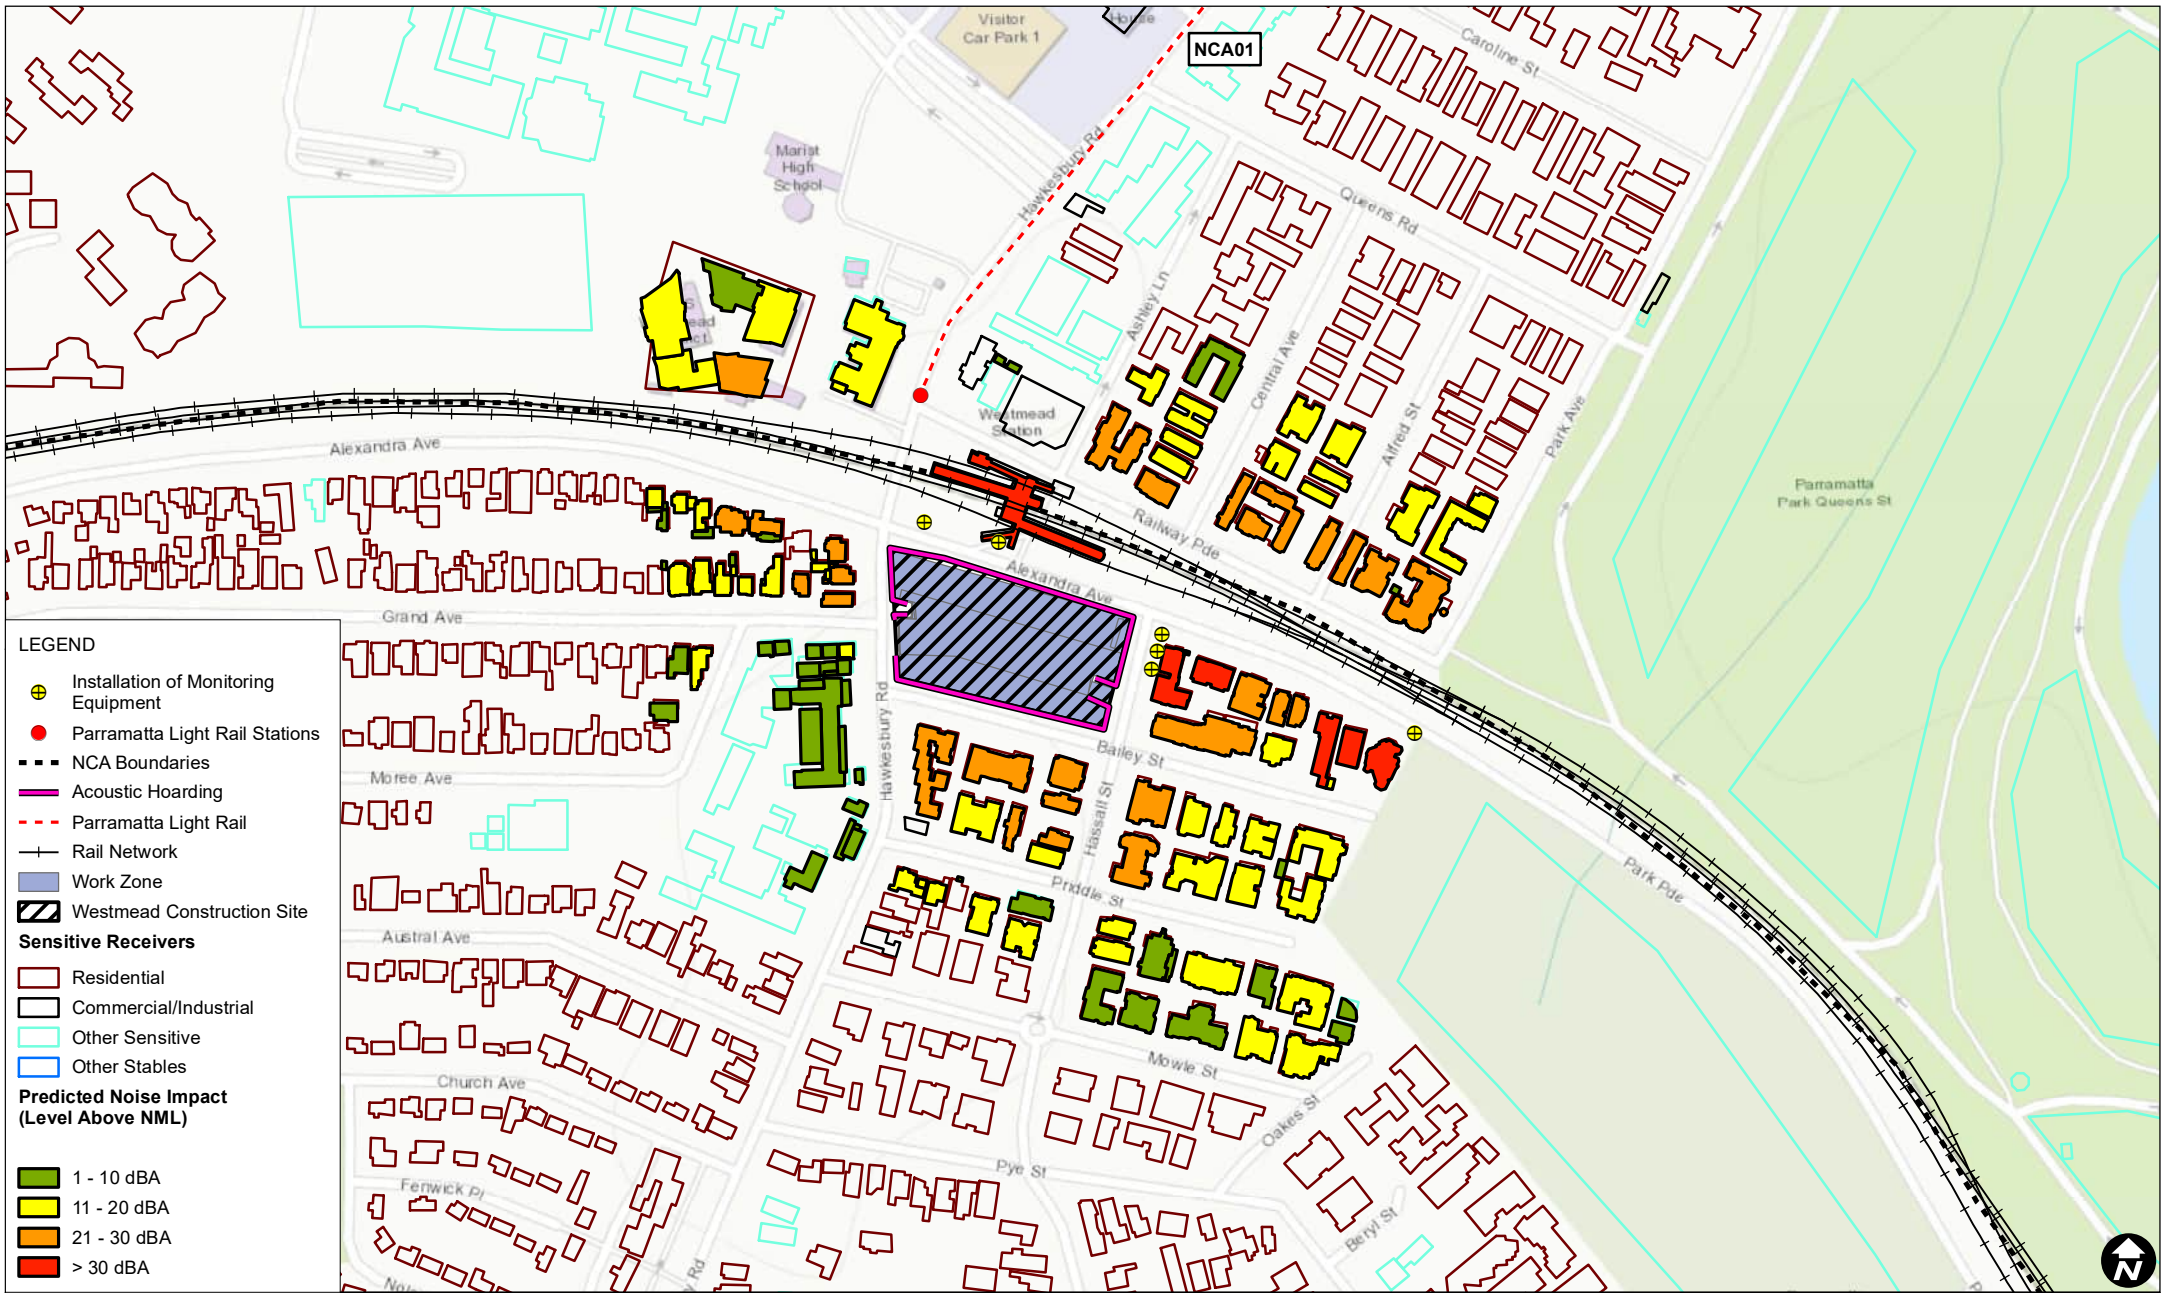 Visitor
Car Park 1
House
NCA01
Caroline St
Marist
High
School
Hawkesbury Rd
Queens Rd
Ashley Ln
Central Ave
Alfred St
Park Ave
Westmead
Station
Alexandra Ave
Railway Pde
Parramatta
Park Queens St
Alexandra Ave
Grand Ave
Hawkesbury Rd
Bailey St
Hassall St
Moree Ave
Priddle St
Park Pde
Austral Ave
Mowle St
Church Ave
Oakes St
Pye St
Fenwick Pl
Beryl St
y Rd
LEGEND
Installation of Monitoring
Equipment
Parramatta Light Rail Stations
NCA Boundaries
Acoustic Hoarding
Parramatta Light Rail
Rail Network
Work Zone
Westmead Construction Site
Sensitive Receivers
Residential
Commercial/Industrial
Other Sensitive
Other Stables
Predicted Noise Impact
(Level Above NML)
1 - 10 dBA
11 - 20 dBA
21 - 30 dBA
> 30 dBA
N